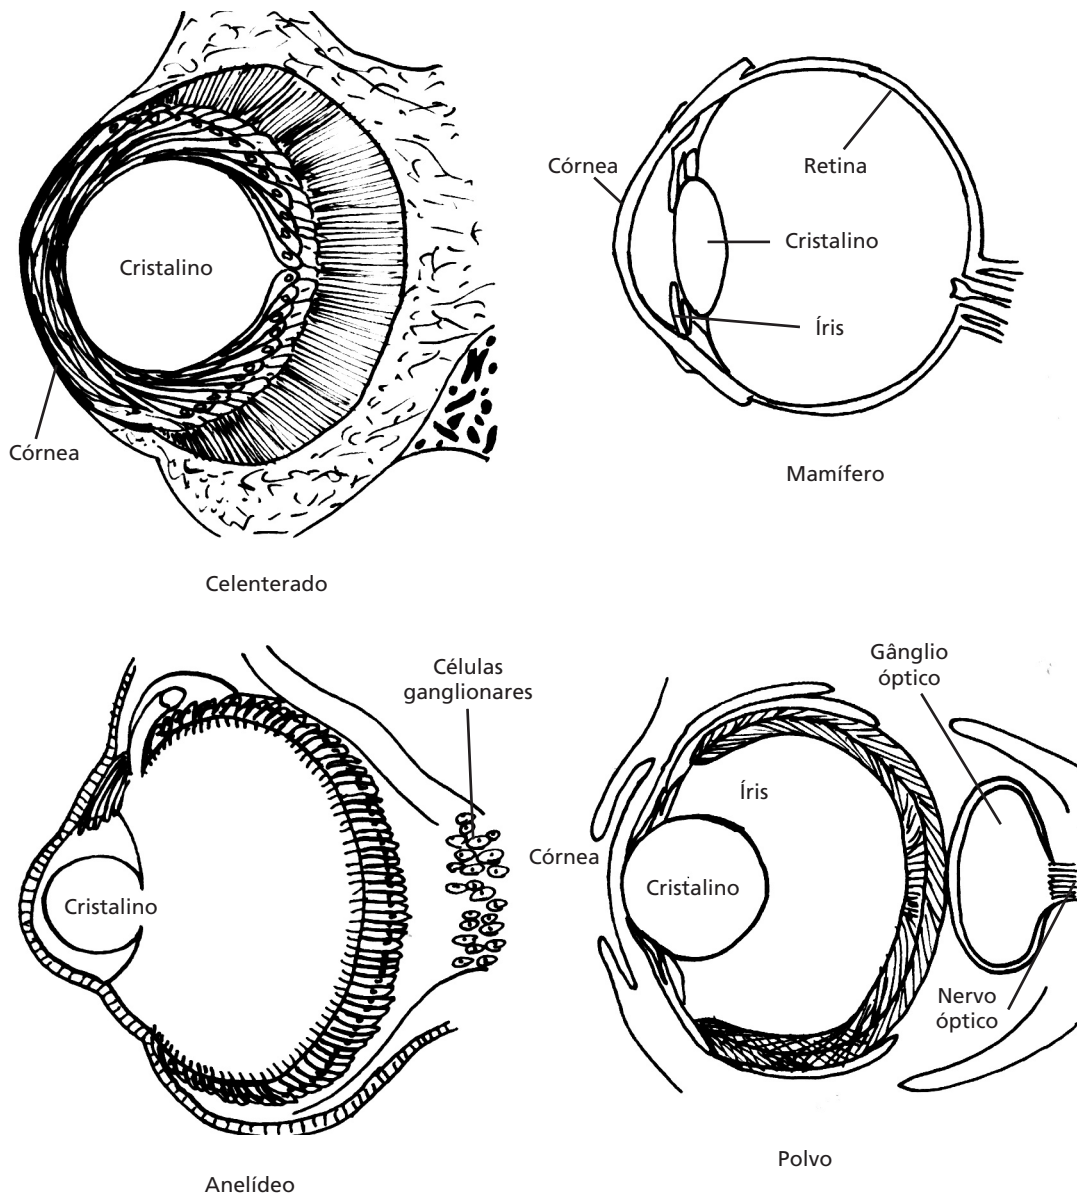 Cristalino
Córnea
Celenterado
Córnea
Retina
Cristalino
Íris
Mamífero
Células
ganglionares
Cristalino
Anelídeo
Gânglio
óptico
Íris
Córnea
Cristalino
Nervo
óptico
Polvo